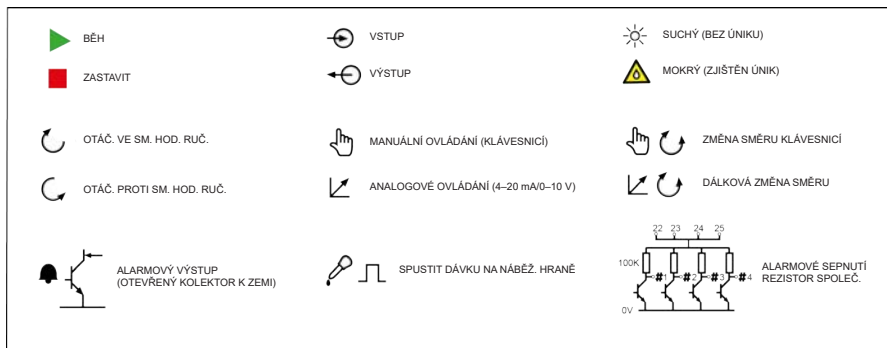 BĚH
VSTUP
SUCHÝ (BEZ ÚNIKU)
ZASTAVIT
VÝSTUP
MOKRÝ (ZJIŠTĚN ÚNIK)
OTÁČ. VE SM. HOD. RUČ.
MANUÁLNÍ OVLÁDÁNÍ (KLÁVESNICÍ)
ZMĚNA SMĚRU KLÁVESNICÍ
OTÁČ. PROTI SM. HOD. RUČ.
ANALOGOVÉ OVLÁDÁNÍ (4–20 mA/0–10 V)
DÁLKOVÁ ZMĚNA SMĚRU
ALARMOVÝ VÝSTUP
(OTEVŘENÝ KOLEKTOR K ZEMI)
SPUSTIT DÁVKU NA NÁBĚŽ. HRANĚ
22 23 24 25
100K
#1 #2 #3 #4
0V
ALARMOVÉ SEPNUTÍ
REZISTOR SPOLEČ.